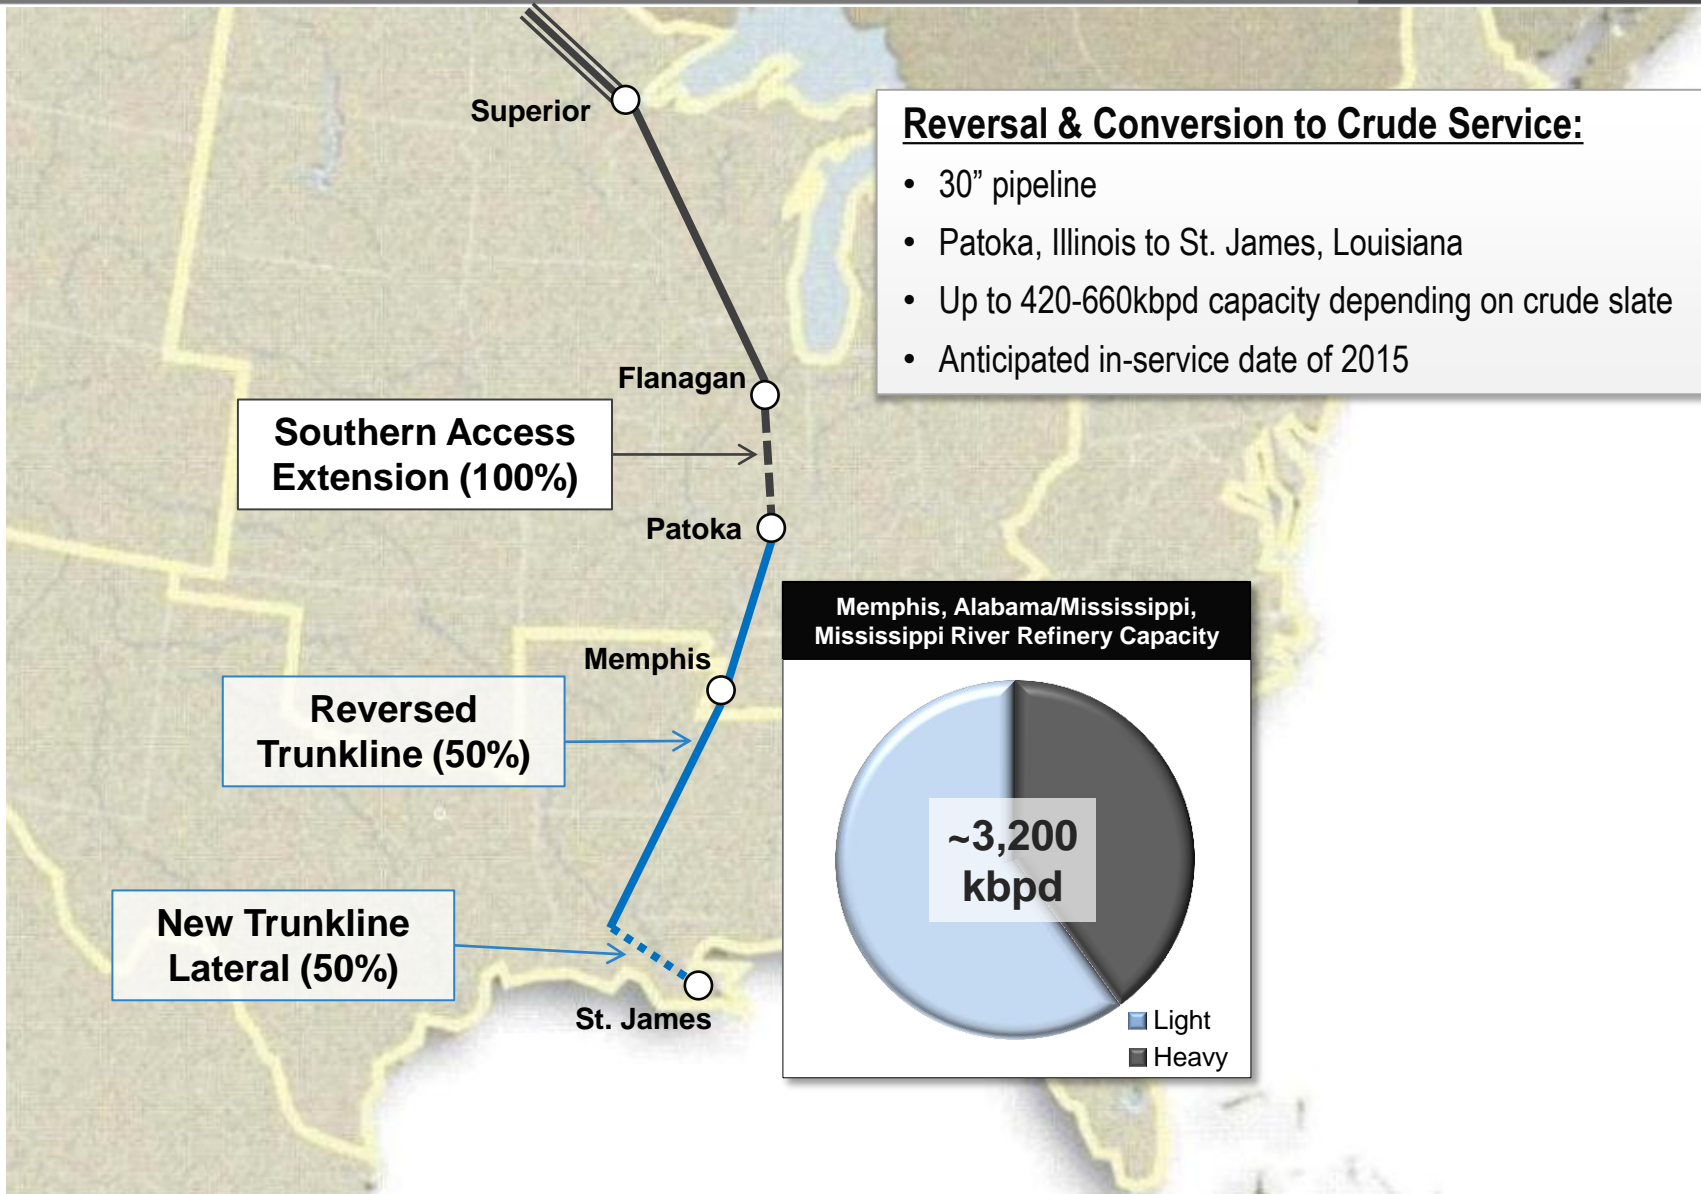 Superior
Reversal & Conversion to Crude Service:
• 30” pipeline
• Patoka, Illinois to St. James, Louisiana
• Up to 420-660kbpd capacity depending on crude slate
• Anticipated in-service date of 2015
Flanagan
Southern Access
Extension (100%)
Patoka
Memphis, Alabama/Mississippi,
Mississippi River Refinery Capacity
Memphis
Reversed
Trunkline (50%)
~3,200
kbpd
New Trunkline
Lateral (50%)
St. James
Light
Heavy